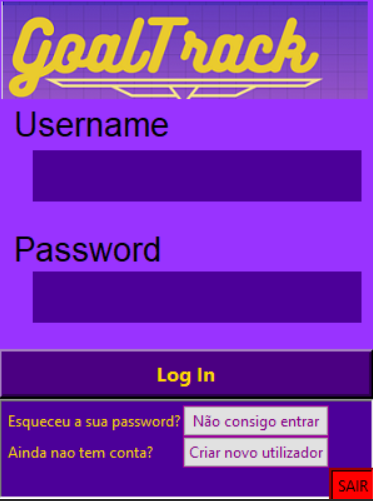 GoalTrack
Username
Password
Log In
Esqueceu a sua password? Não consigo entrar
Ainda nao tem conta? Criar novo utilizador
SAIR